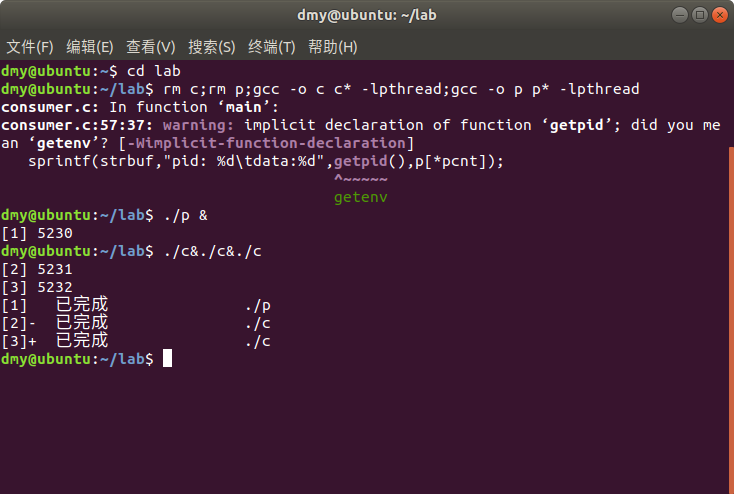 dmy@ubuntu: ~/lab
文件(F) 编辑(E) 查看(V) 搜索(S) 终端(T) 帮助(H)
dmy@ubuntu:~$ cd lab
dmy@ubuntu:~/lab$ rm c;rm p;gcc -o c c* -lpthread;gcc -o p p* -lpthread
consumer.c: In function ‘main’:
consumer.c:57:37: warning: implicit declaration of function ‘getpid’; did you me
an ‘getenv’? [-Wimplicit-function-declaration]
   sprintf(strbuf,"pid: %d\tdata:%d",getpid(),p[*pcnt]);
                                     ^~~~~~
                                     getenv
dmy@ubuntu:~/lab$ ./p &
[1] 5230
dmy@ubuntu:~/lab$ ./c&./c&./c
[2] 5231
[3] 5232
[1]   已完成               ./p
[2]-  已完成               ./c
[3]+  已完成               ./c
dmy@ubuntu:~/lab$